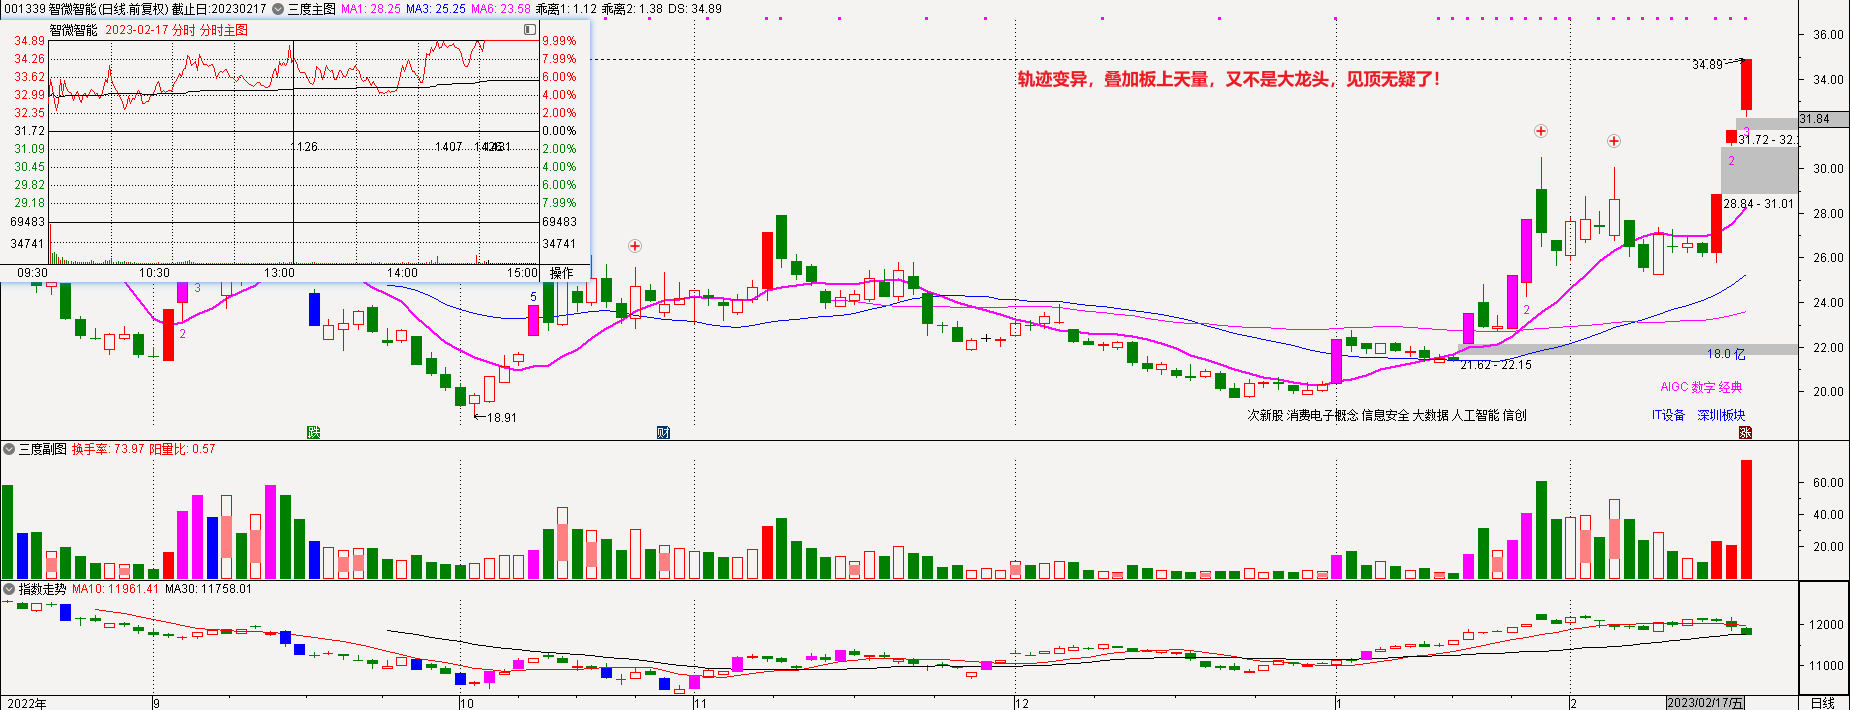 001339 智微智能(日线.前复权) 截止日:20230217 三度主图 MA1: 28.25 MA3: 25.25 MA6: 23.58 乖离1: 1.12 乖离2: 1.38 DS: 34.89
智微智能 2023-02-17 分时 分时主图
34.89 9.99%
34.26 7.99%
33.62 6.00%
32.99 4.00%
32.35 2.00%
31.72 0.00%
31.09 2.00%
30.45 4.00%
29.82 6.00%
29.18 7.99%
69483 69483
34741 34741
1126 1407
09:30 10:30 13:00 14:00 15:00 操作
轨迹变异，叠加板上天量，又不是大龙头，见顶无疑了！
34.89
36.00
34.00
31.84
30.00
28.00
26.00
24.00
22.00
20.00
3
31.72 - 32.
2
28.84 - 31.01
3
2
5
2
18.91
21.62 - 22.15
18.0 亿
AIGC 数字 经典
次新股 消费电子概念 信息安全 大数据 人工智能 信创
IT设备 深圳板块
跌 财 涨
三度副图 换手率: 73.97 阳量比: 0.57
60.00
40.00
20.00
指数走势 MA10: 11961.41 MA30: 11758.01
12000
11000
2022年 9 10 11 12 1 2 2023/02/17/五 日线